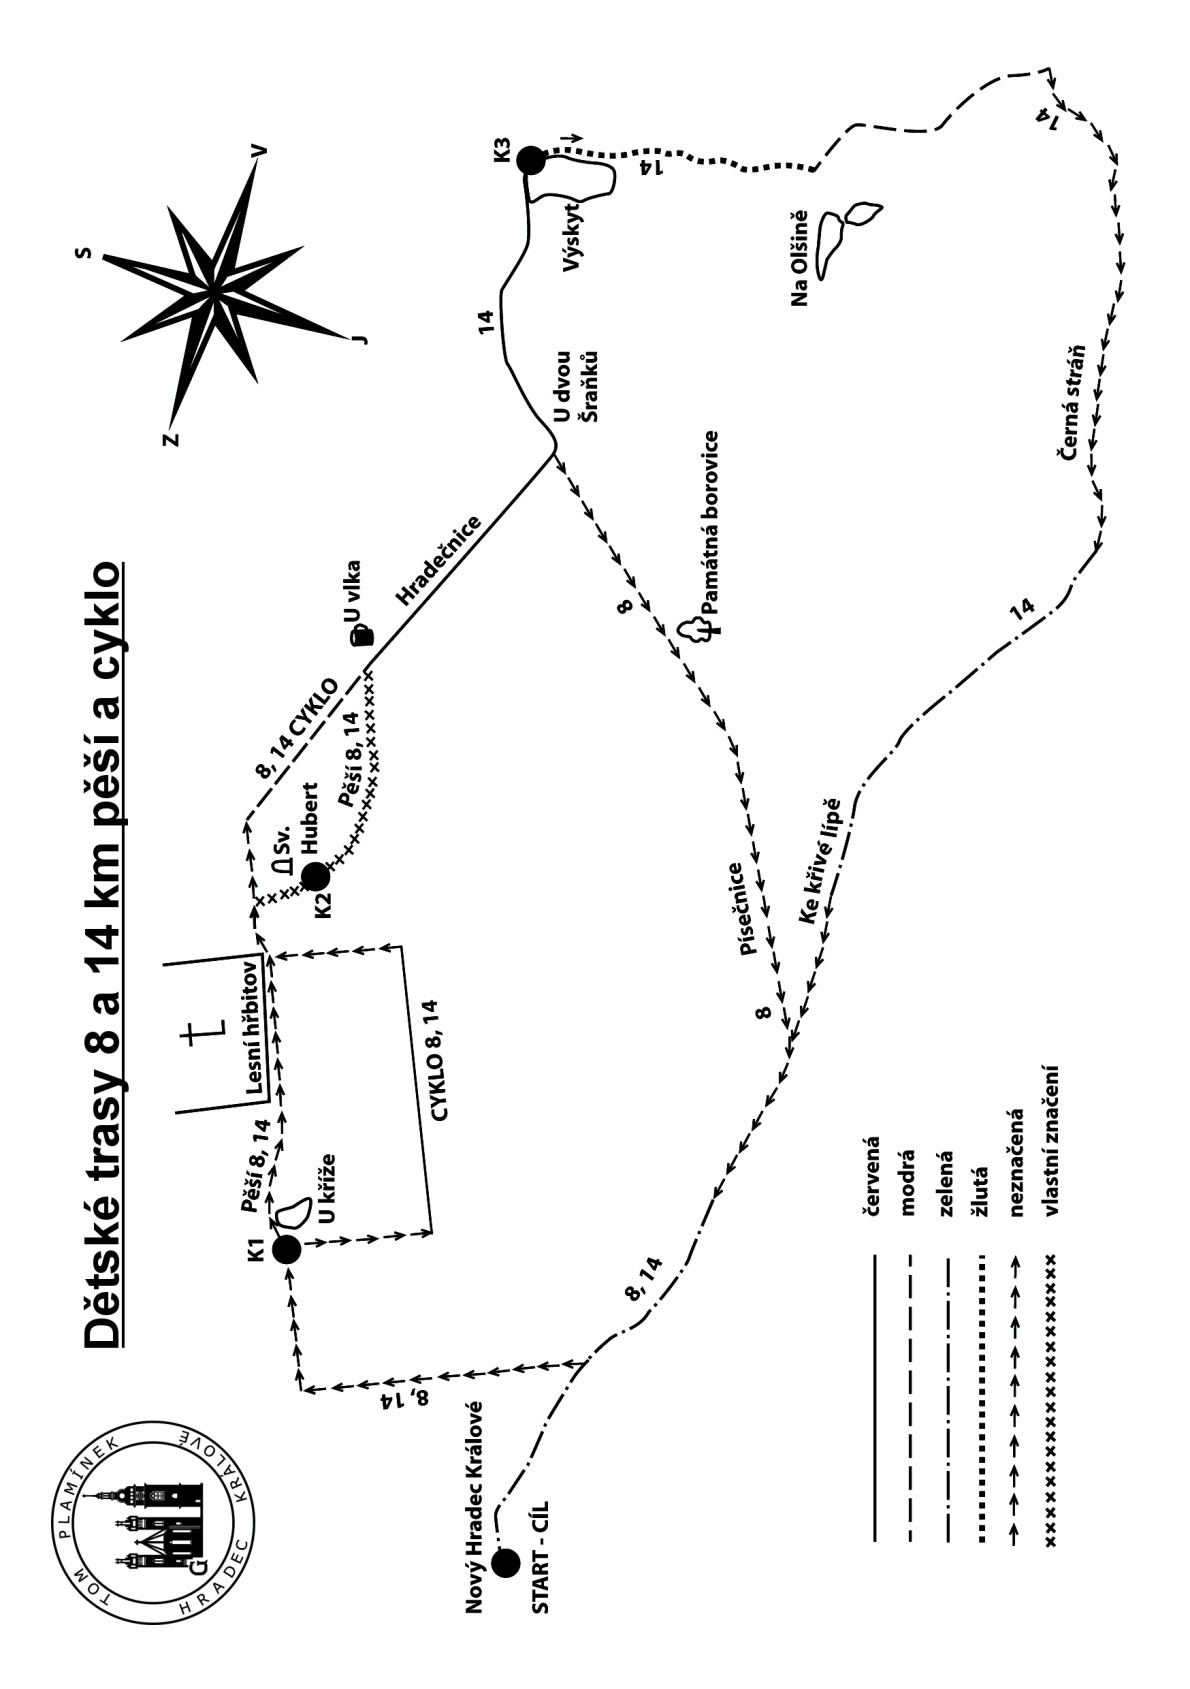 Dětské trasy 8 a 14 km pěší a cyklo
TOM PLAMÍNEK
HRADEC KRÁLOVÉ
S
V
J
Z
Nový Hradec Králové
START - CÍL
8, 14
K1
U kříže
Pěší 8, 14
CYKLO 8, 14
Lesní hřbitov
K2
Sv.
Hubert
Pěší 8, 14
8, 14 CYKLO
U vlka
Hradečnice
U dvou
Šraňků
14
K3
Výskyt
14
Na Olšině
14
Černá stráň
14
Ke křivé lípě
8
Památná borovice
Písečnice
8
8, 14
červená
modrá
zelená
žlutá
neznačená
vlastní značení